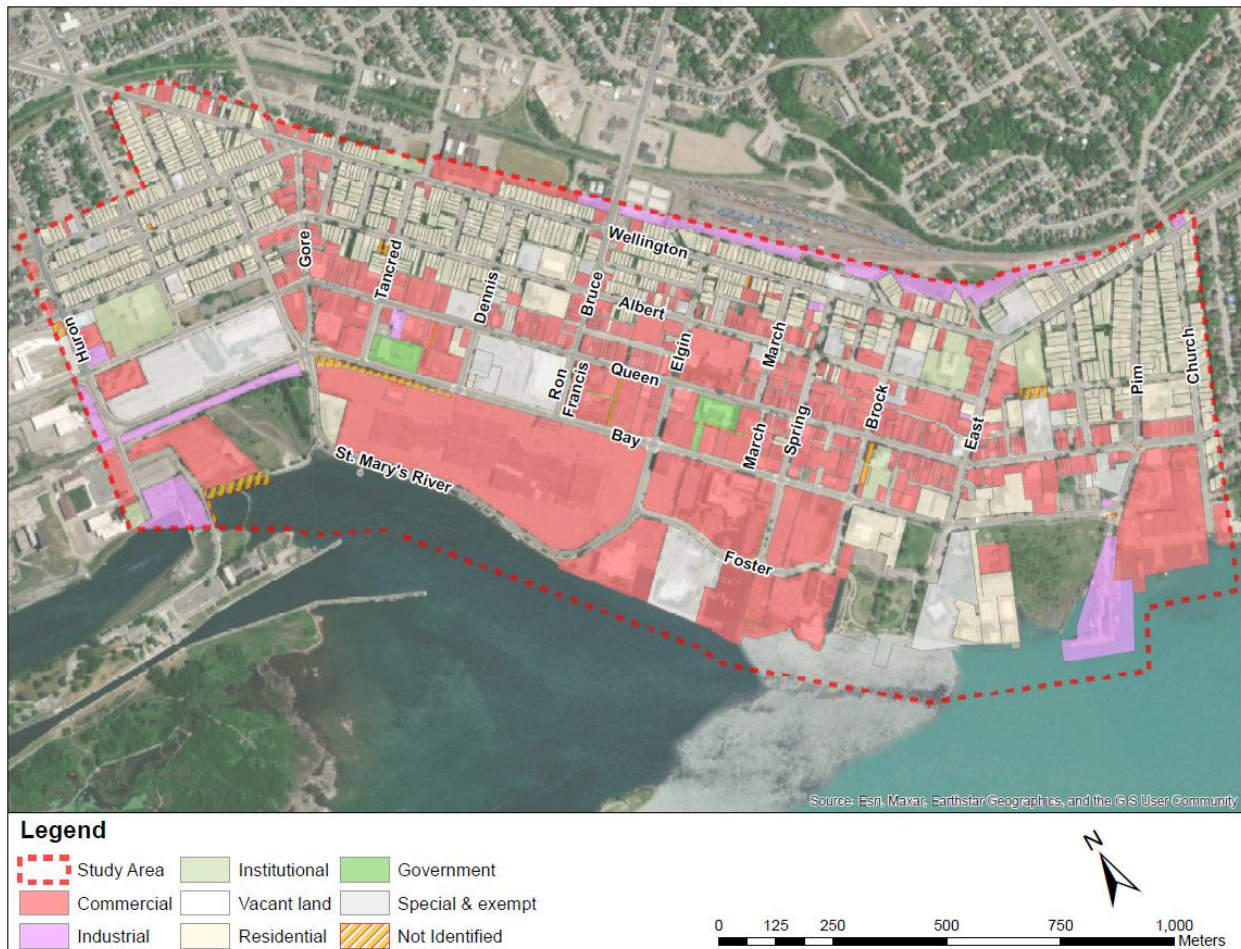 Gore
Tancred
Dennis
Bruce
Wellington
Albert
Elgin
March
Huron
Ron
Francis
Queen
Spring
Brock
East
Pim
Church
Bay
March
St. Mary's River
Foster
Source: Esri, Maxar, Earthstar Geographics, and the GIS User Community
Legend
Study Area
Institutional
Government
Commercial
Vacant land
Special & exempt
Industrial
Residential
Not Identified
N
0 125 250 500 750 1,000
Meters